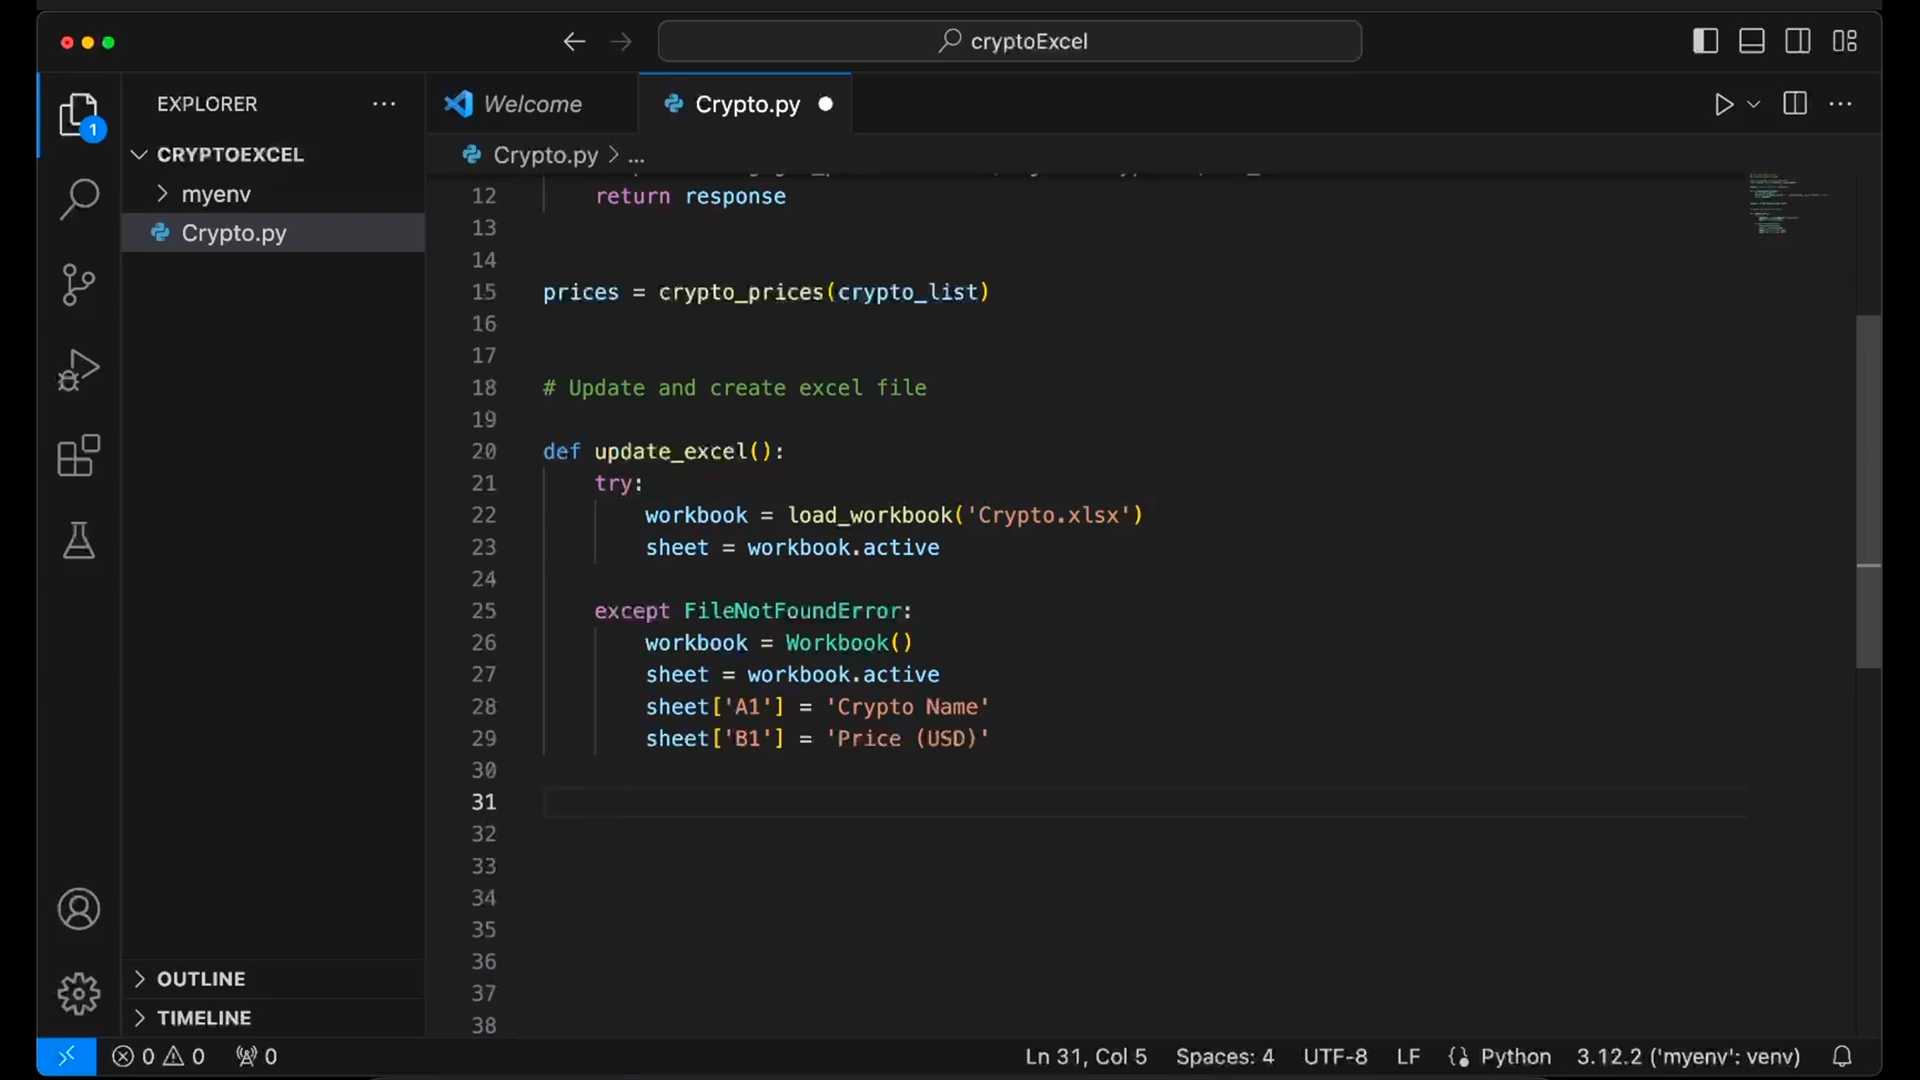 cryptoExcel
EXPLORER
Welcome
Crypto.py
1
CRYPTOEXCEL
Crypto.py > ...
myenv
Crypto.py
12 return response
13
14
15 prices = crypto_prices(crypto_list)
16
17
18 # Update and create excel file
19
20 def update_excel():
21 try:
22 workbook = load_workbook('Crypto.xlsx')
23 sheet = workbook.active
24
25 except FileNotFoundError:
26 workbook = Workbook()
27 sheet = workbook.active
28 sheet['A1'] = 'Crypto Name'
29 sheet['B1'] = 'Price (USD)'
30
31
32
33
34
35
36
37
38
OUTLINE
TIMELINE
0 0 0 Ln 31, Col 5 Spaces: 4 UTF-8 LF Python 3.12.2 ('myenv': venv)